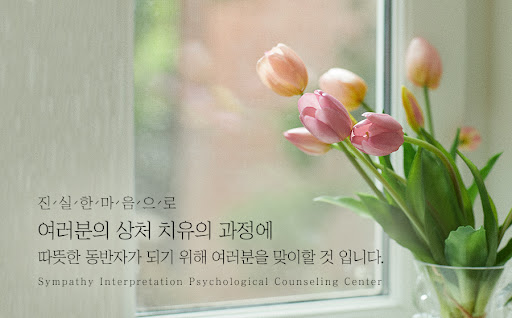 진실한마음으로
여러분의 상처 치유의 과정에
따뜻한 동반자가 되기 위해 여러분을 맞이할 것 입니다.
Sympathy Interpretation Psychological Counseling Center